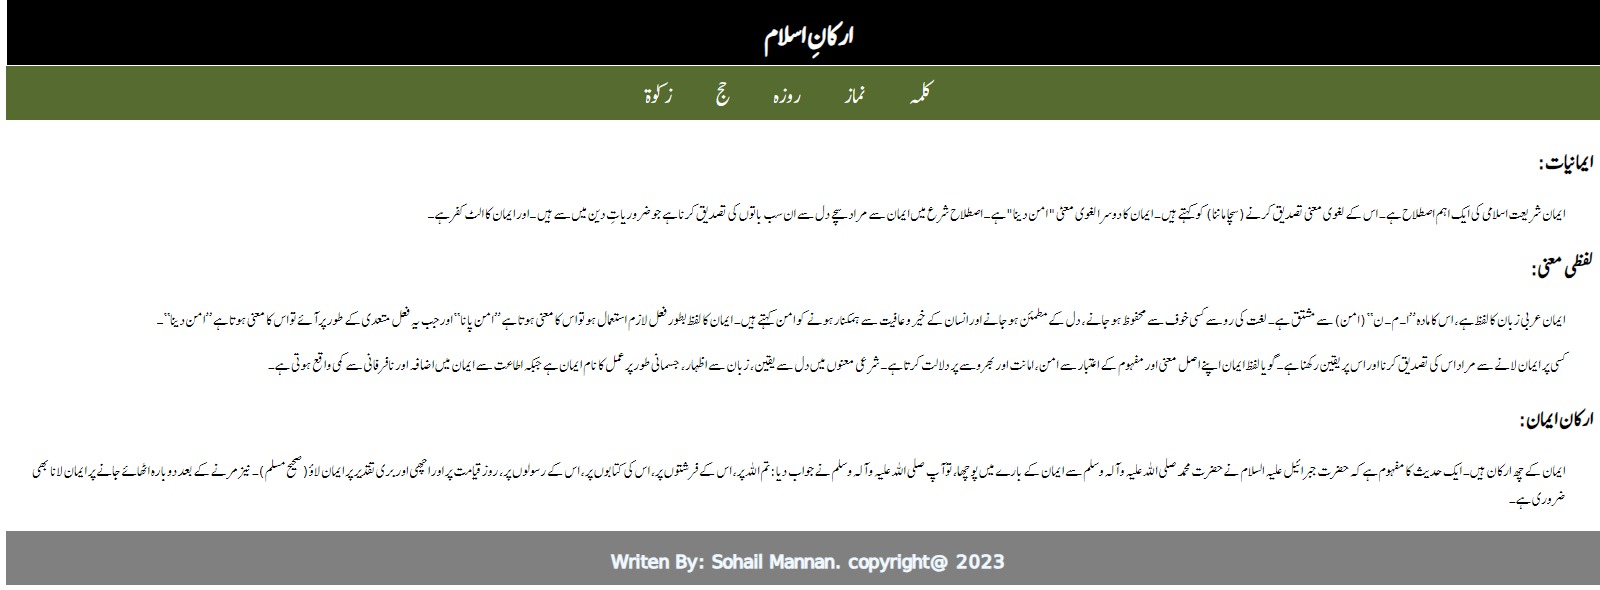 ارکانِ اسلام
کلمہ نماز روزہ حج زکوٰۃ
ایمانیات:
ایمان شریعت اسلامی کی ایک اہم اصطلاح ہے۔ اس کے لغوی معنی تصدیق کرنے (سچا ماننا) کو کہتے ہیں۔ ایمان کا دوسرا لغوی معنیٰ "امن دینا" ہے۔ اصطلاح شرع میں ایمان سے مراد سچے دل سے ان سب باتوں کی تصدیق کرنا ہے جو ضروریاتِ دین میں سے ہیں۔ اور ایمان کا الٹ کفر ہے۔
لفظی معنی:
ایمان عربی زبان کا لفظ ہے، اس کا مادہ ’’ا۔ م۔ ن‘‘ (امن) سے مشتق ہے۔ لغت کی رو سے کسی خوف سے محفوظ ہو جانے، دل کے مطمئن ہو جانے اور انسان کے خیر و عافیت سے ہمکنار ہونے کو امن کہتے ہیں۔ ایمان کا لفظ بطور فعل لازم استعمال ہو تو اس کا معنی ہوتا ہے ’’امن پانا‘‘ اور جب یہ فعل متعدی کے طور پر آئے تو اس کا معنی ہوتا ہے ’’امن دینا‘‘۔
کسی پر ایمان لانے سے مراد اس کی تصدیق کرنا اور اس پر یقین رکھنا ہے۔ گویا لفظ ایمان اپنے اصل معنی اور مفہوم کے اعتبار سے امن، امانت اور بھروسے پر دلالت کرتا ہے۔ شرعی معنوں میں دل سے یقین، زبان سے اظہار، جسمانی طور پر عمل کا نام ایمان ہے جبکہ اطاعت سے ایمان میں اضافہ اور نافرفانی سے کمی واقع ہوتی ہے۔
ارکان ایمان:
ایمان کے چھ ارکان ہیں۔ ایک حدیث کا مفہوم ہے کہ حضرت جبرائیل علیہ السلام نے حضرت محمد صلی اللہ علیہ وآلہ وسلم سے ایمان کے بارے میں پوچھا، تو آپ صلی اللہ علیہ وآلہ وسلم نے جواب دیا: تم اللہ پر، اس کے فرشتوں پر، اس کی کتابوں پر، اس کے رسولوں پر، روز قیامت پر اور اچھی اور بری تقدیر پر ایمان لاؤ (صحیح مسلم)۔ نیز مرنے کے بعد دوبارہ اٹھائے جانے پر ایمان لانا بھی
ضروری ہے۔
Writen By: Sohail Mannan. copyright@ 2023